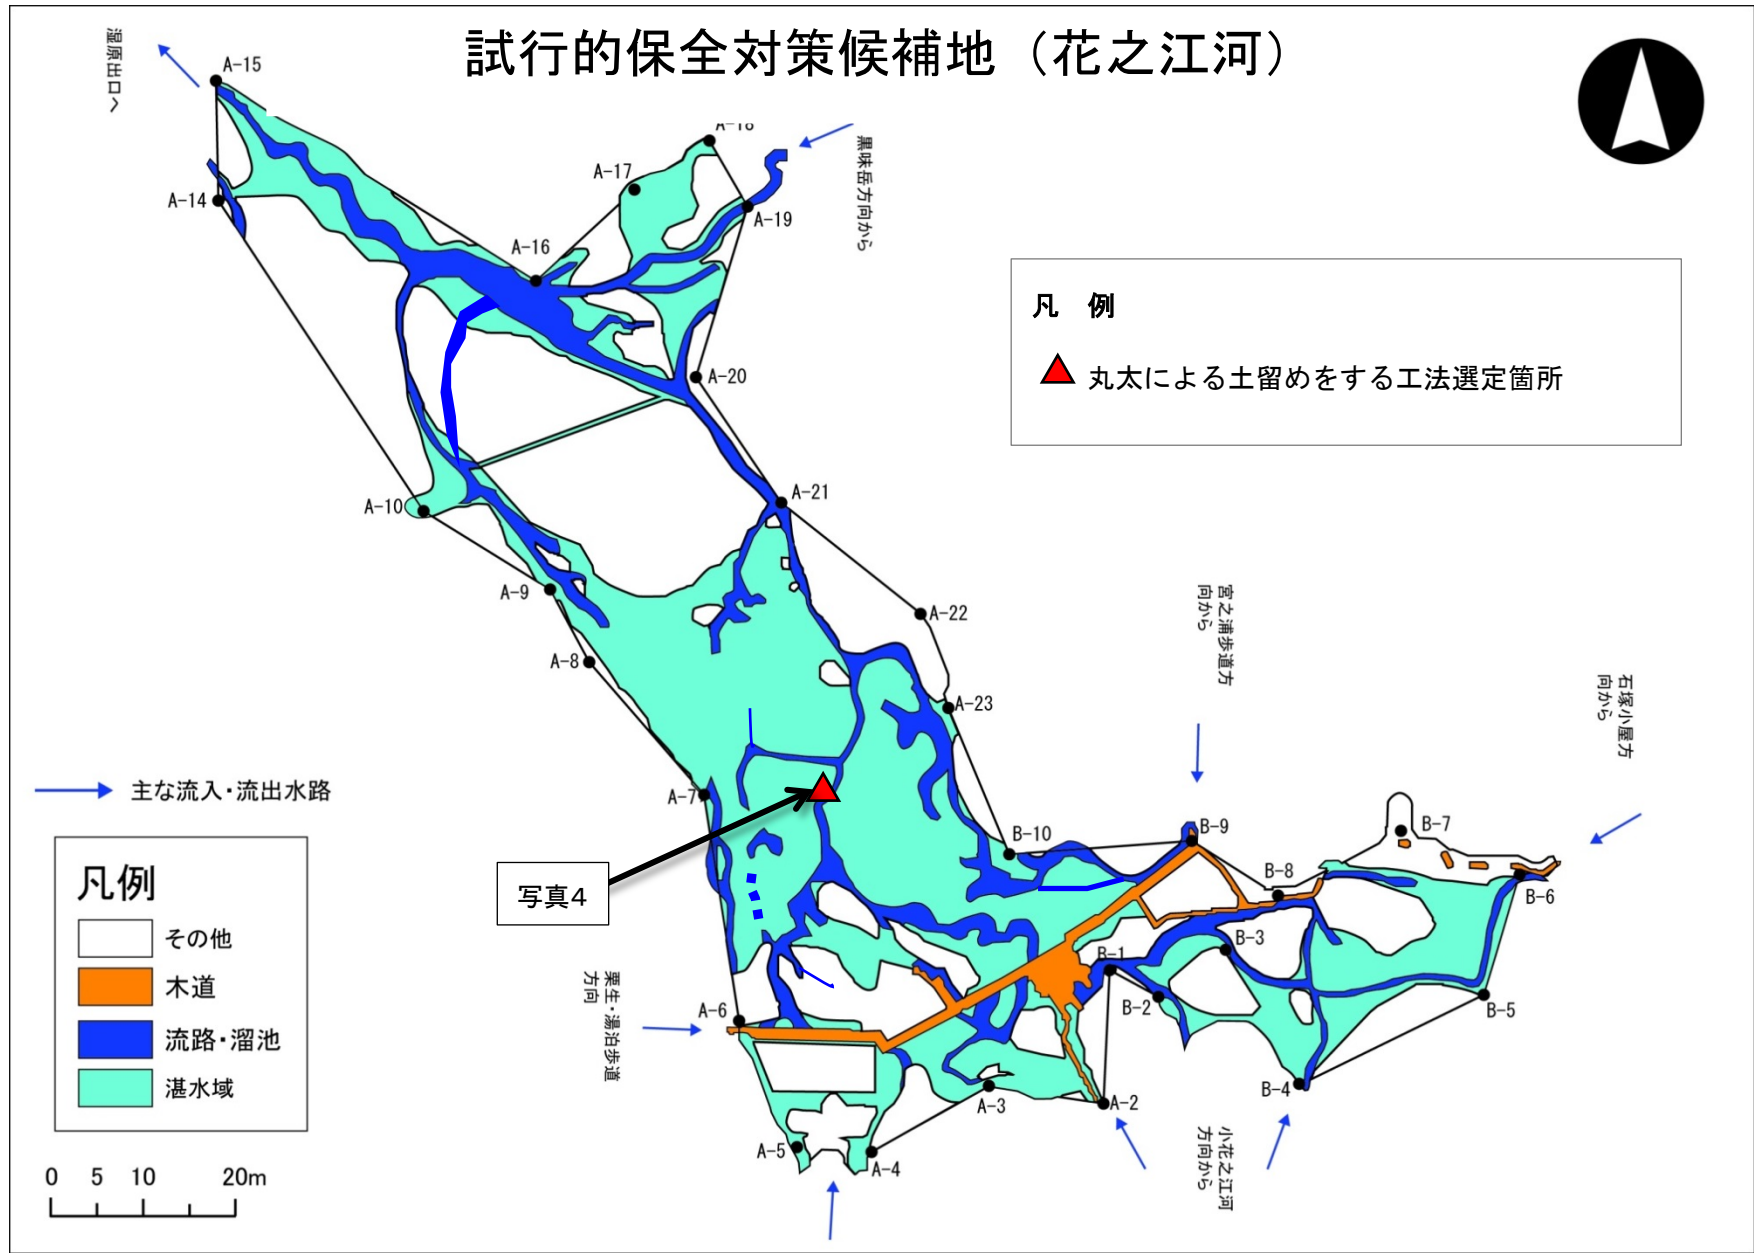 試行的保全対策候補地（花之江河）
湿原出口へ
A-15
A-18
黒味岳方向から
A-17
A-14
A-19
A-16
凡　例
丸太による土留めをする工法選定箇所
A-20
A-10
A-21
A-9
A-22
宮之浦歩道方
向から
A-8
石塚小屋方
向から
A-23
主な流入・流出水路
A-7
B-10
B-9
B-7
写真4
B-8
B-6
凡例
その他
木道
流路・溜池
湛水域
B-3
B-1
B-2
B-5
栗生・湯泊歩道
方向
A-6
B-4
A-3
A-2
小花之江河
方向から
A-5
A-4
0 5 10 20m